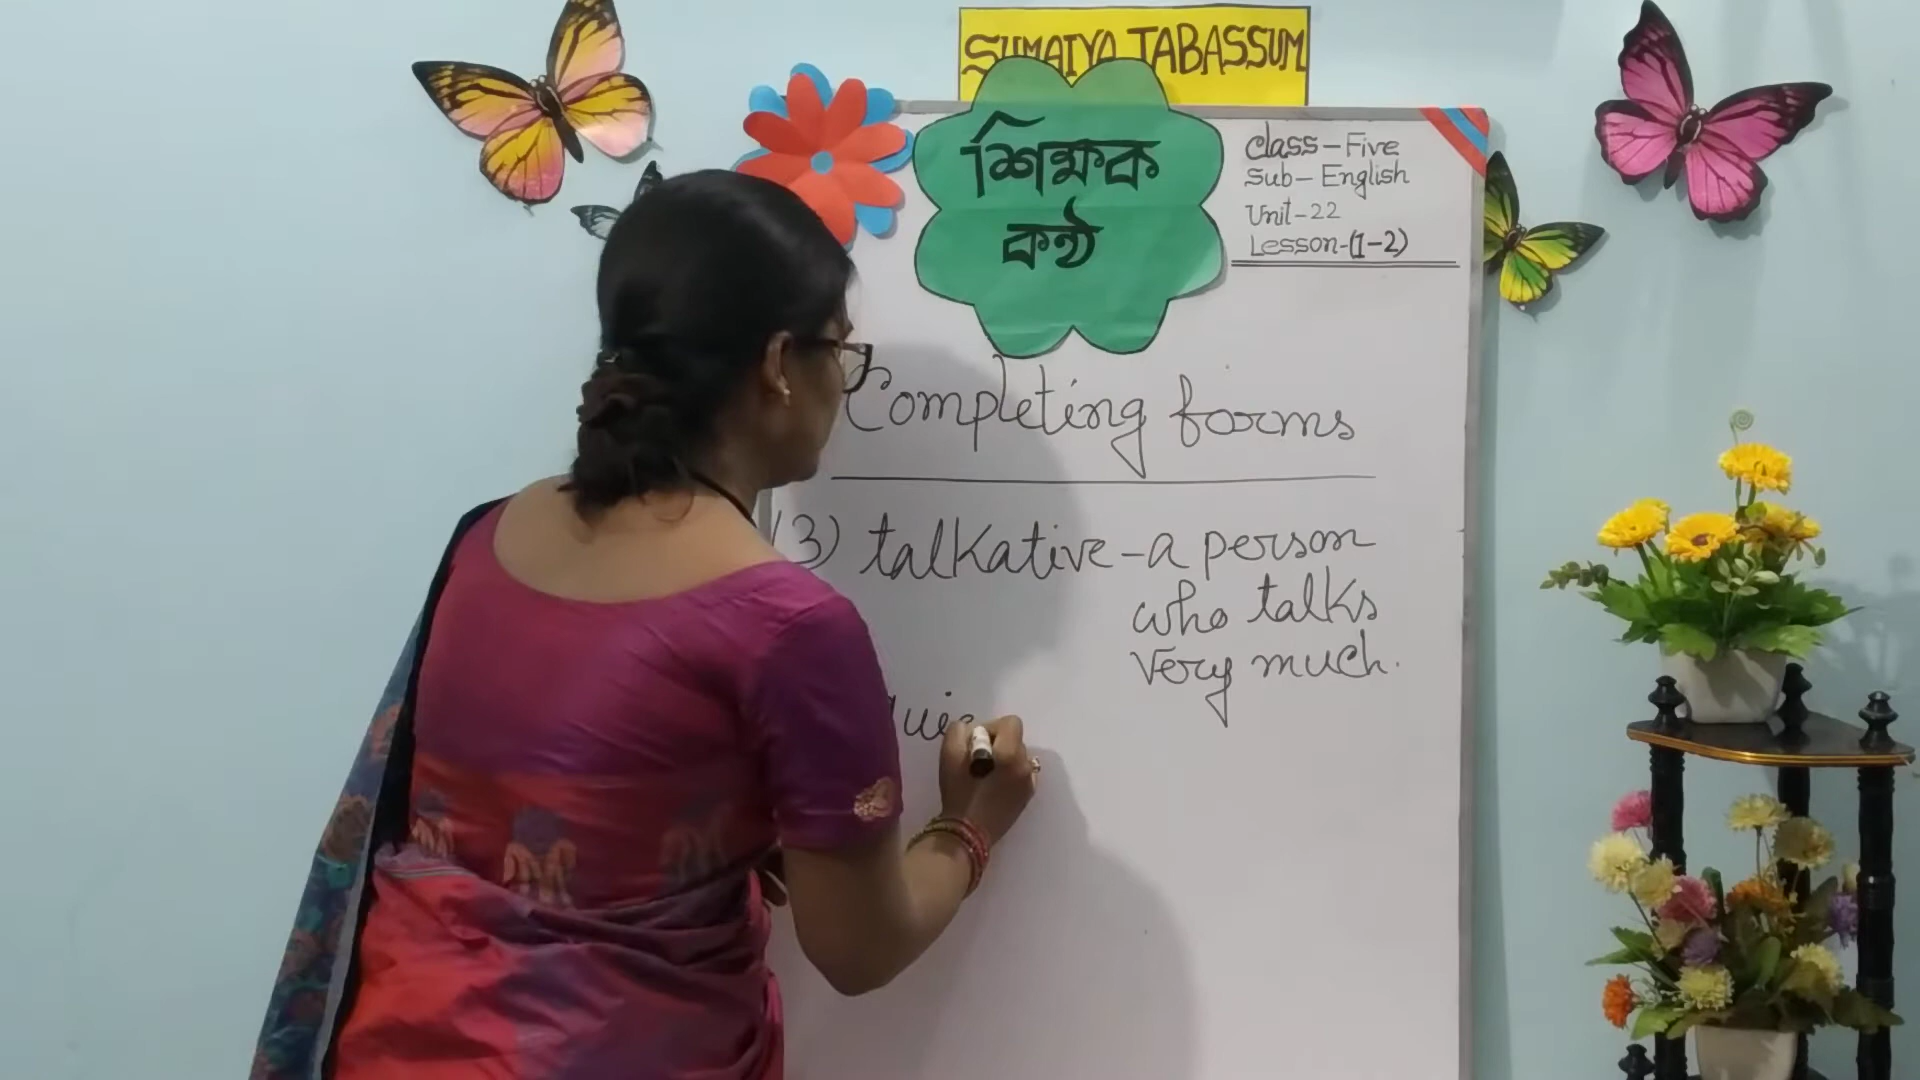 SUMAIYA TABASSUM
শিক্ষক
কণ্ঠ
Class-Five
Sub-English
Unit-22
Lesson-(1-2)
Completing forms
(3) talkative-a person
who talks
very much.
quie